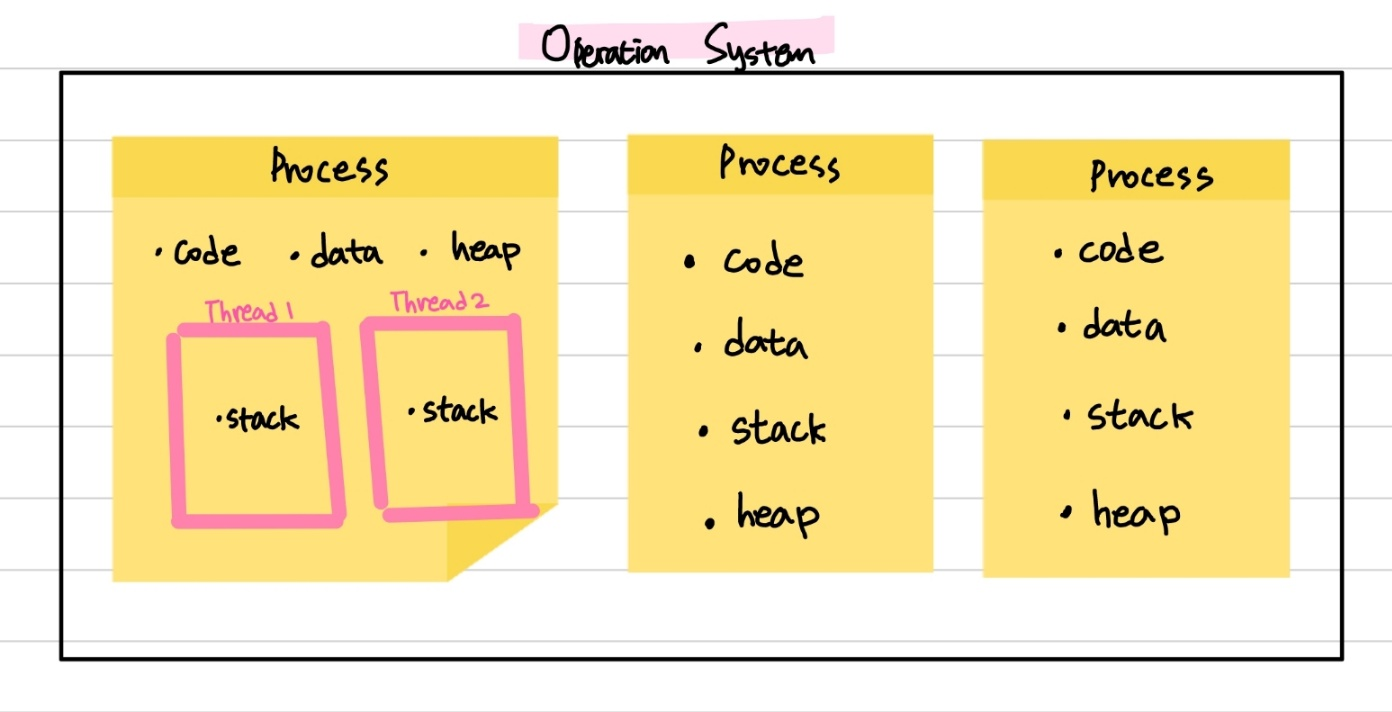 Operation System
Process
• code • data • heap
Thread 1
• stack
Thread 2
• stack
Process
• code
• data
• stack
• heap
Process
• code
• data
• stack
• heap